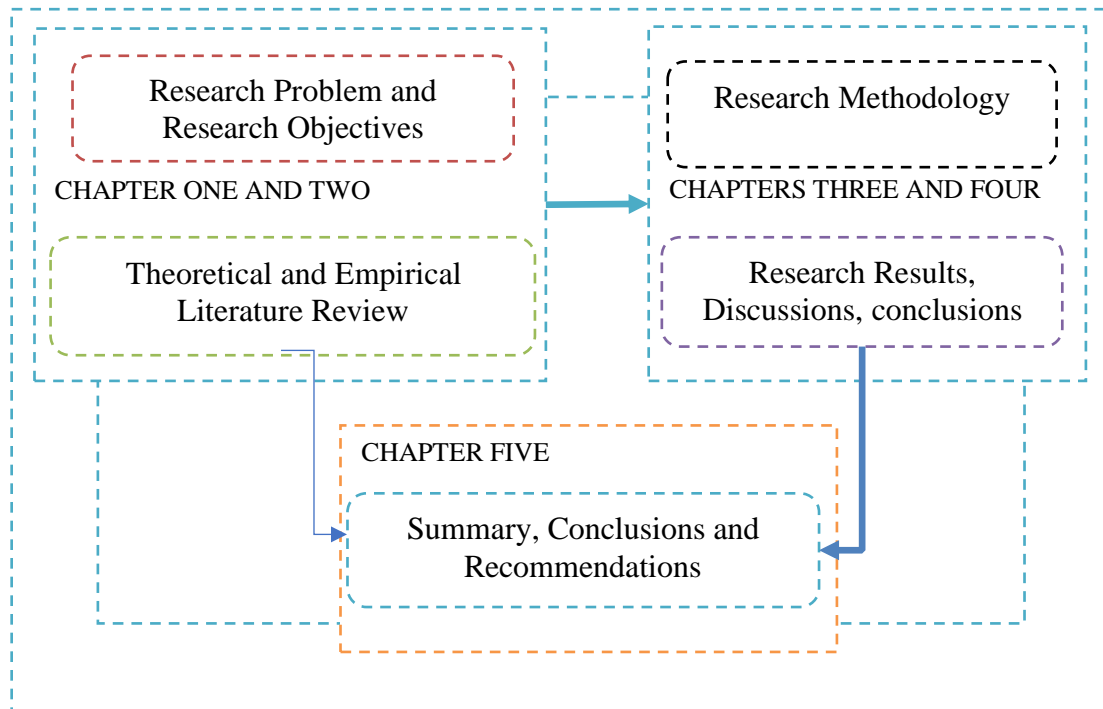 Research Problem and
Research Objectives
CHAPTER ONE AND TWO
Theoretical and Empirical
Literature Review
Research Methodology
CHAPTERS THREE AND FOUR
Research Results,
Discussions, conclusions
CHAPTER FIVE
Summary, Conclusions and
Recommendations